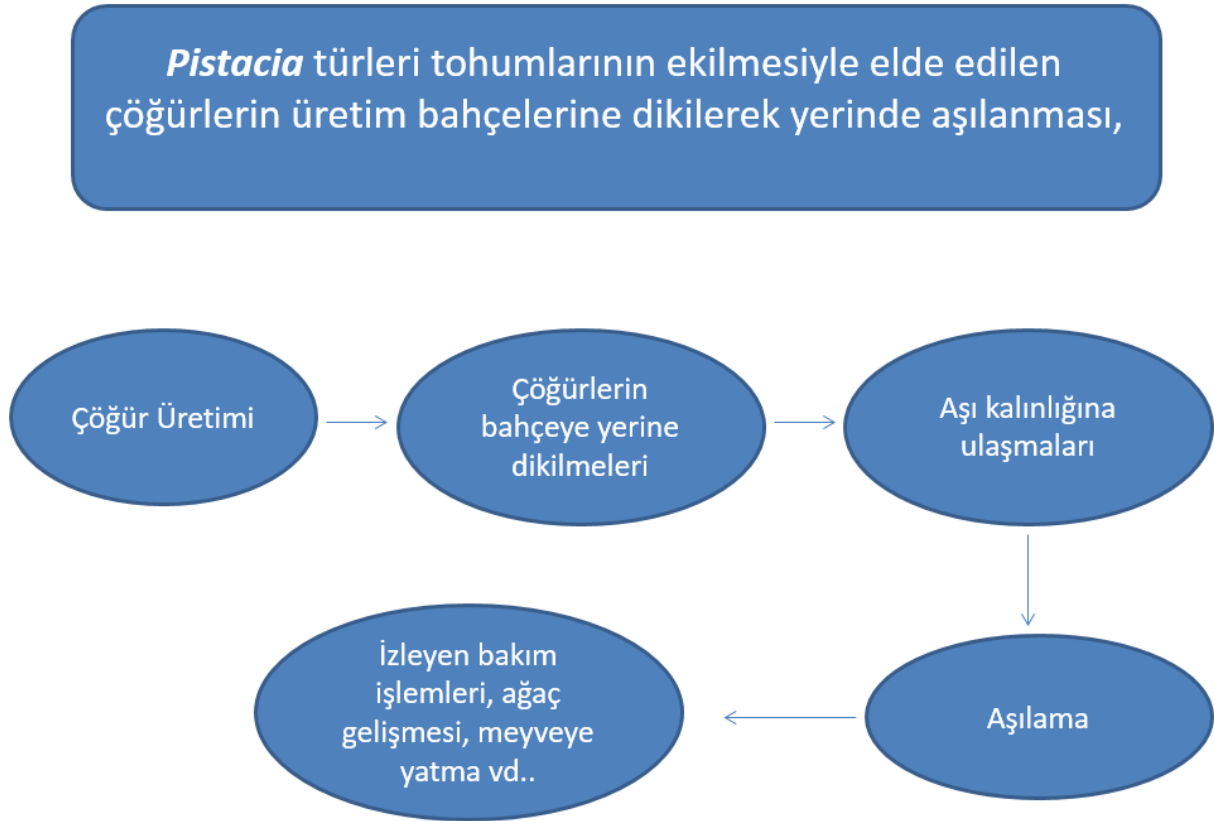 Pistacia türleri tohumlarının ekilmesiyle elde edilen
çöğürlerin üretim bahçelerine dikilerek yerinde aşılanması,
Çöğür Üretimi
Çöğürlerin
bahçeye yerine
dikilmeleri
Aşı kalınlığına
ulaşmaları
Aşılama
İzleyen bakım
işlemleri, ağaç
gelişmesi, meyveye
yatma vd..